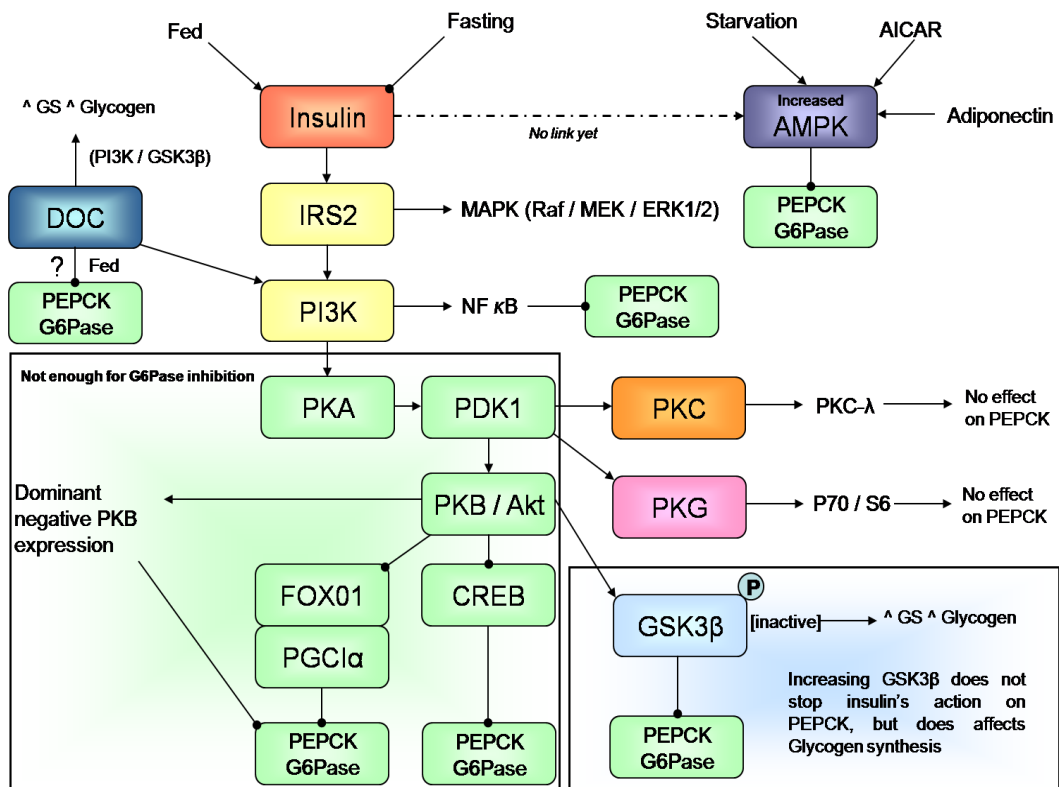 Fed
Fasting
Starvation
AICAR
^ GS ^ Glycogen
Insulin
No link yet
Increased
AMPK
Adiponectin
(PI3K / GSK3β)
DOC
IRS2
MAPK (Raf / MEK / ERK1/2)
PEPCK
G6Pase
?
Fed
PEPCK
G6Pase
PI3K
NF κB
PEPCK
G6Pase
Not enough for G6Pase inhibition
PKA
PDK1
PKC
PKC-λ
No effect
on PEPCK
Dominant
negative PKB
expression
PKB / Akt
PKG
P70 / S6
No effect
on PEPCK
FOX01
CREB
P
GSK3β
[inactive]
^ GS ^ Glycogen
PGCIα
Increasing GSK3β does not
stop insulin's action on
PEPCK, but does affects
Glycogen synthesis
PEPCK
G6Pase
PEPCK
G6Pase
PEPCK
G6Pase